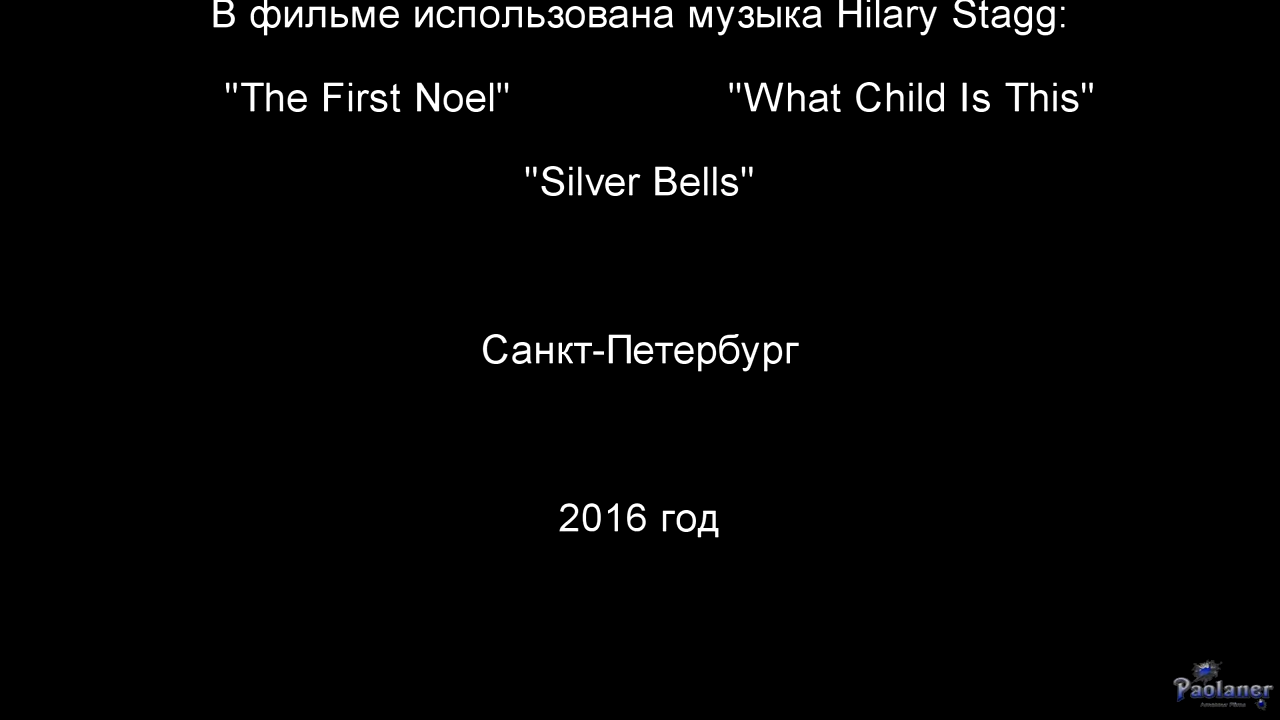 В фильме использована музыка Hilary Stagg:
"The First Noel" "What Child Is This"
"Silver Bells"
Санкт-Петербург
2016 год
Paolaner